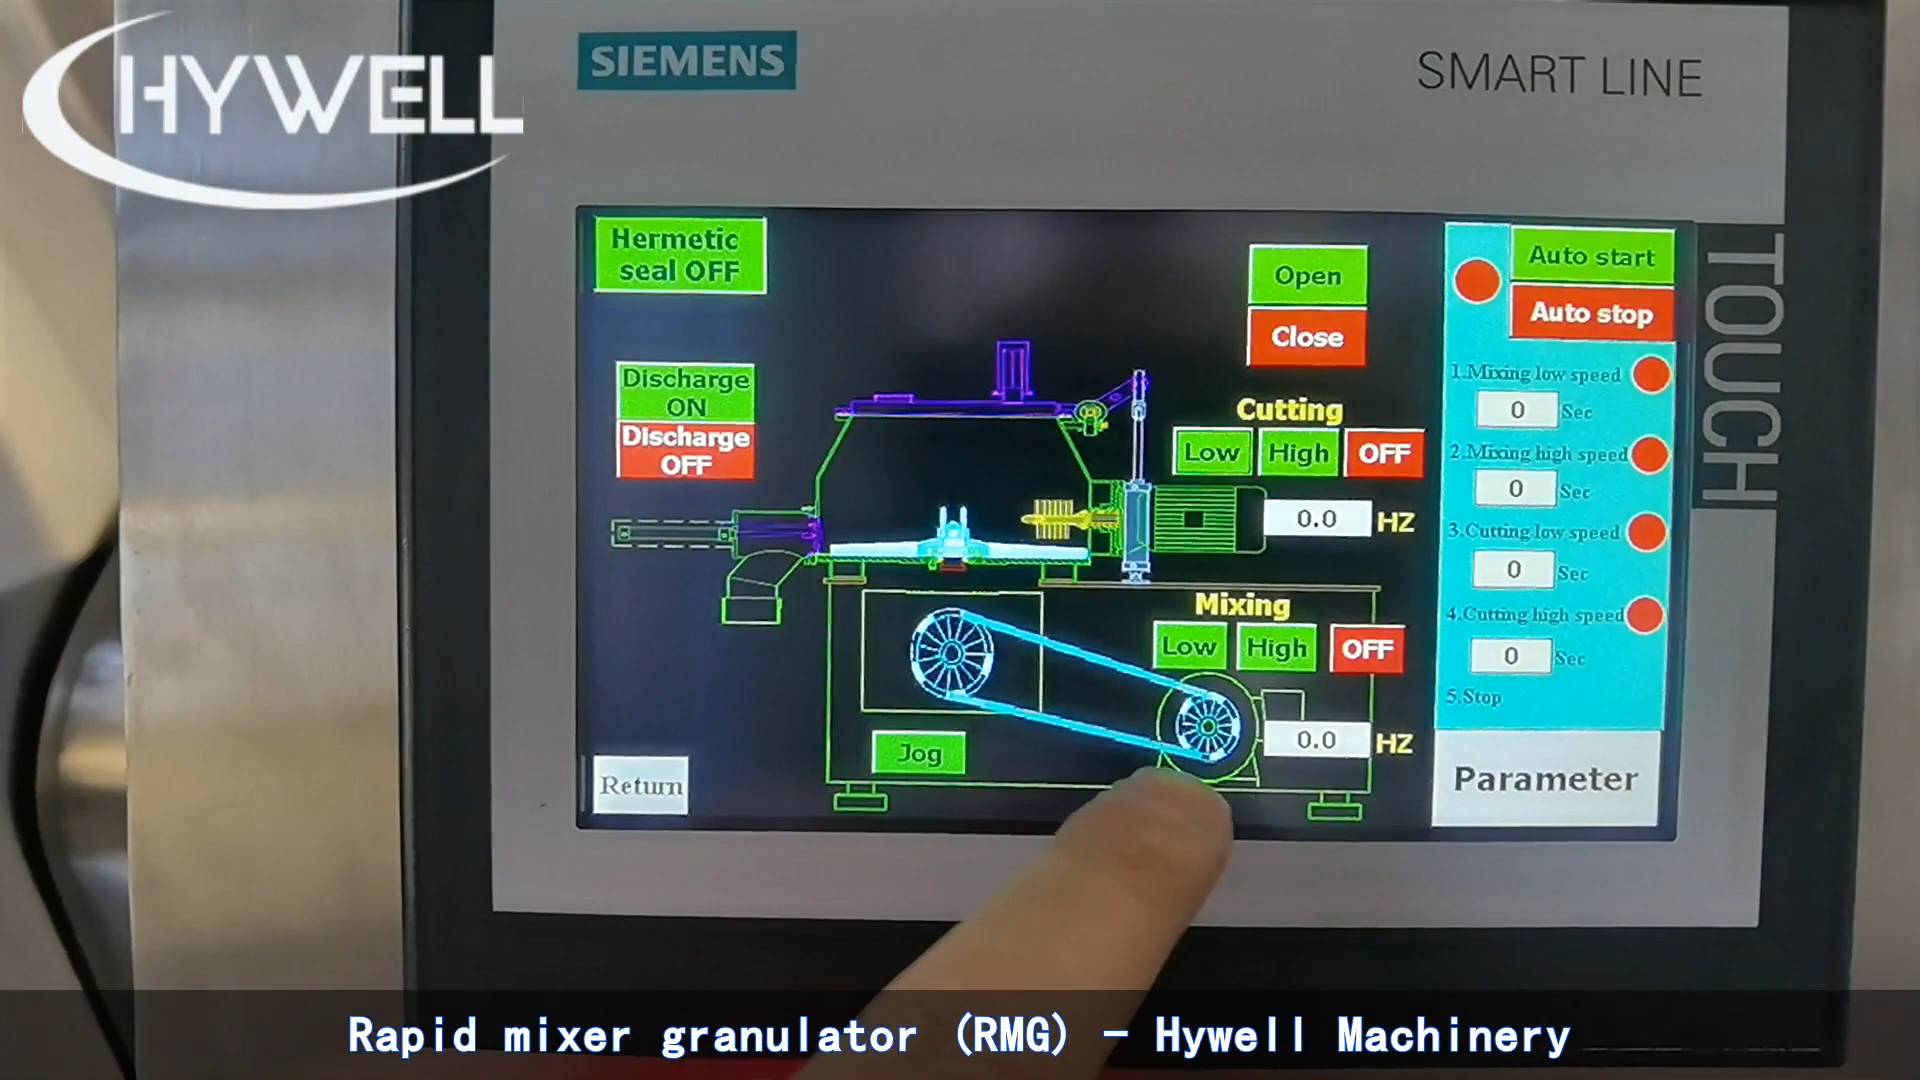 HYWELL
SIEMENS
SMART LINE
TOUCH
Hermetic
seal OFF
Open
Close
Auto start
Auto stop
Discharge
ON
Discharge
OFF
Cutting
Low High OFF
0.0 HZ
Mixing
Low High OFF
0.0 HZ
Jog
Return
1.Mixing low speed
0 Sec
2.Mixing high speed
0 Sec
3.Cutting low speed
0 Sec
4.Cutting high speed
0 Sec
5.Stop
Parameter
Rapid mixer granulator (RMG) - Hywell Machinery